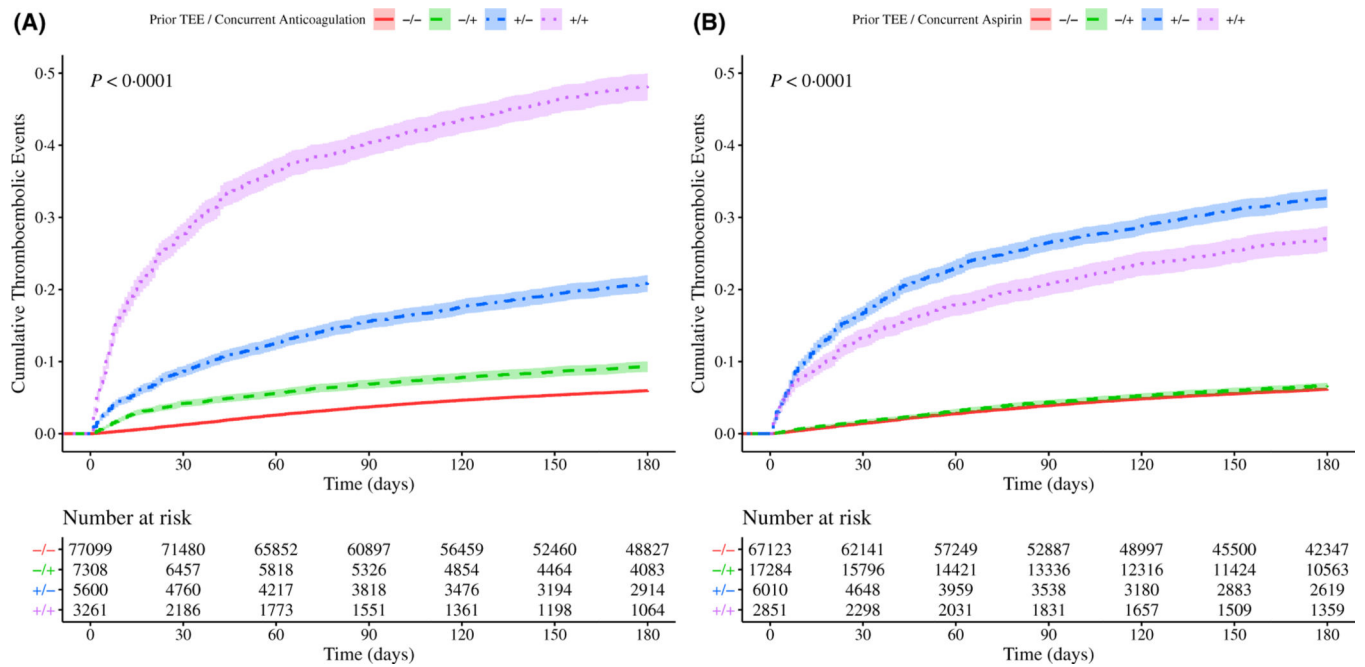 (A) Prior TEE / Concurrent Anticoagulation −/− −/+ +/− +/+
P < 0·0001
Cumulative Thromboembolic Events
0·5
0·4
0·3
0·2
0·1
0·0
0 30 60 90 120 150 180
Time (days)
Number at risk
−/− 77099 71480 65852 60897 56459 52460 48827
−/+ 7308 6457 5818 5326 4854 4464 4083
+/− 5600 4760 4217 3818 3476 3194 2914
+/+ 3261 2186 1773 1551 1361 1198 1064
0 30 60 90 120 150 180
Time (days)
(B) Prior TEE / Concurrent Aspirin −/− −/+ +/− +/+
P < 0·0001
Cumulative Thromboembolic Events
0·5
0·4
0·3
0·2
0·1
0·0
0 30 60 90 120 150 180
Time (days)
Number at risk
−/− 67123 62141 57249 52887 48997 45500 42347
−/+ 17284 15796 14421 13336 12316 11424 10563
+/− 6010 4648 3959 3538 3180 2883 2619
+/+ 2851 2298 2031 1831 1657 1509 1359
0 30 60 90 120 150 180
Time (days)